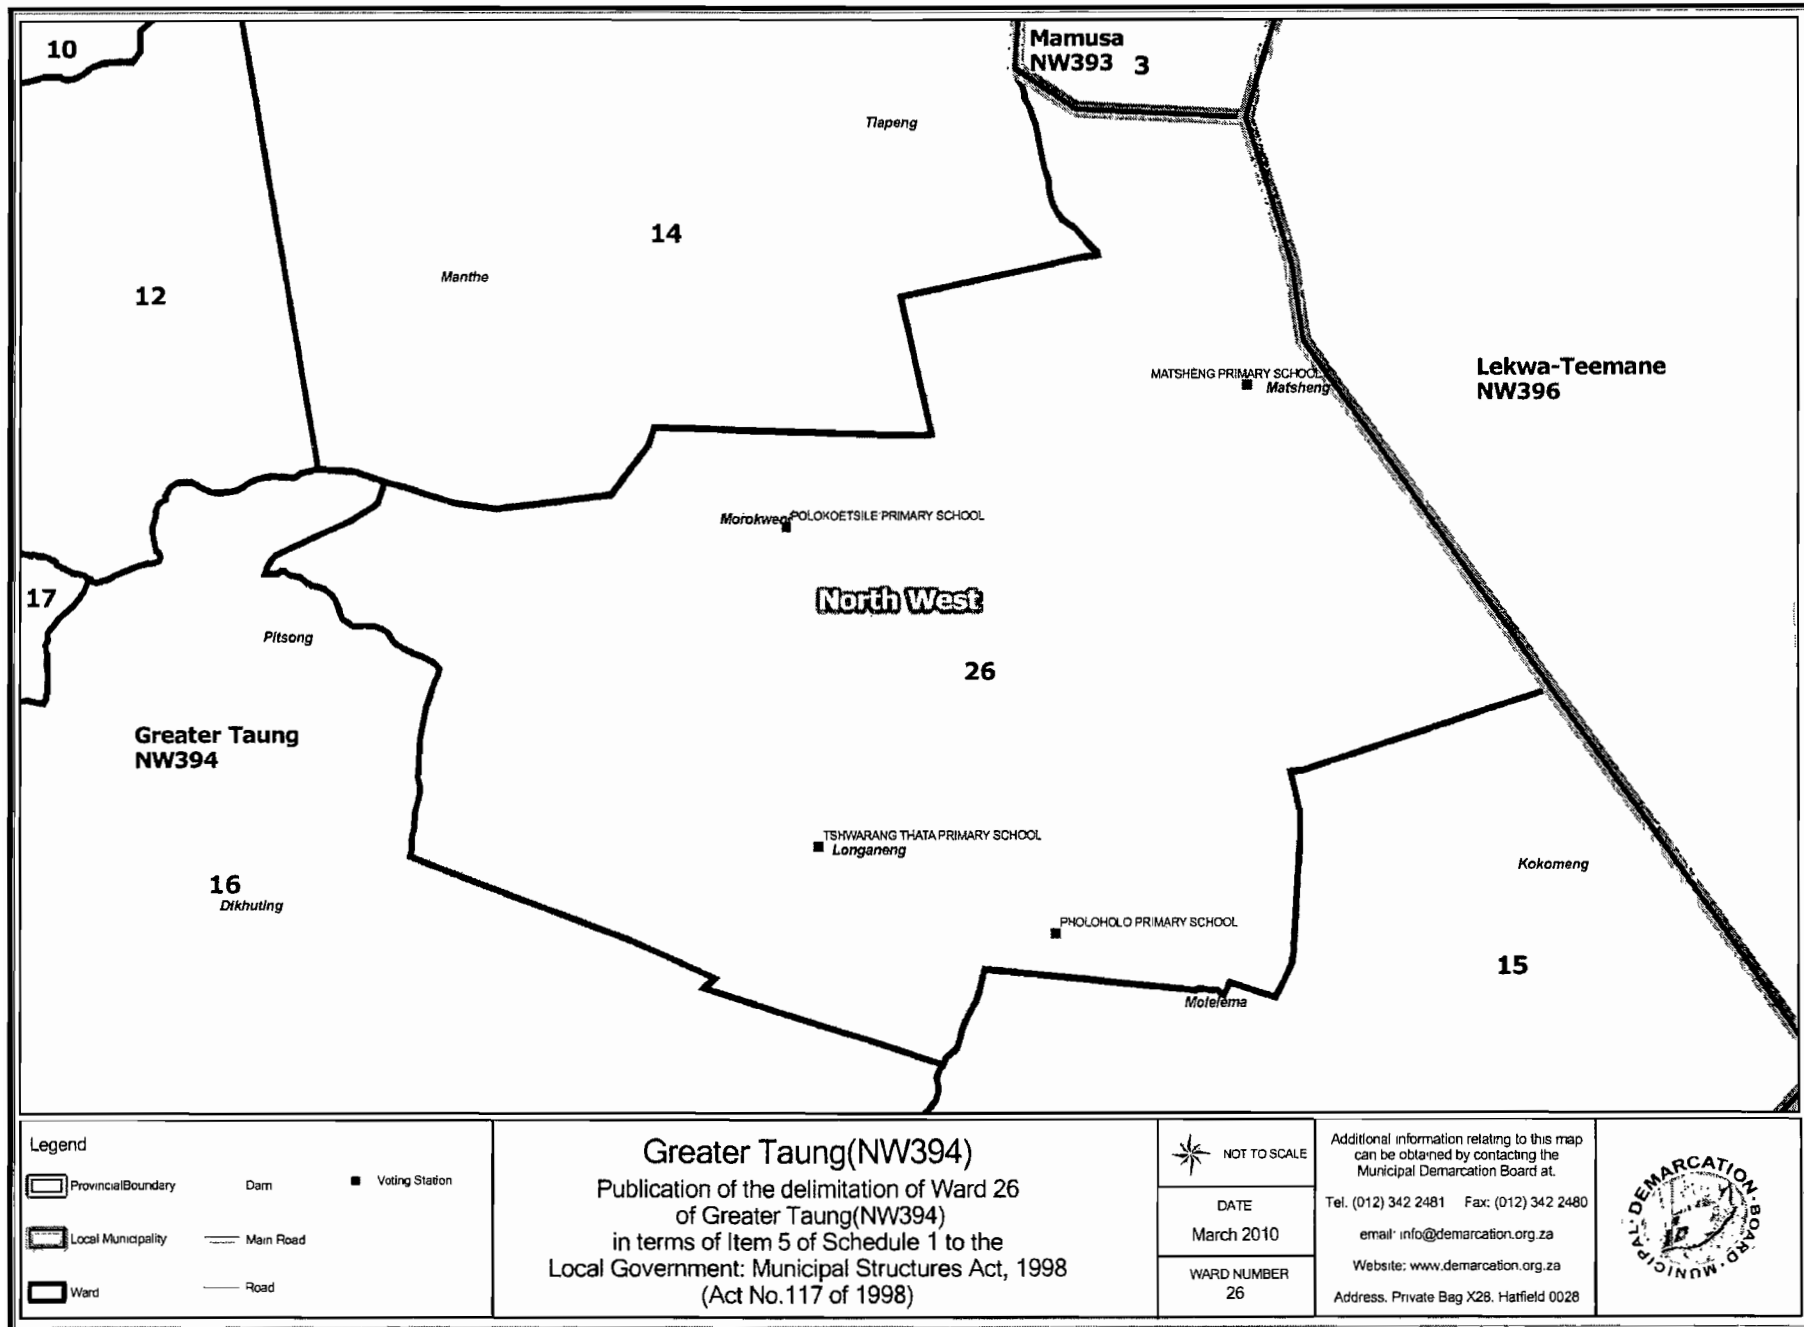 10
Mamusa
NW393 3
Tlapeng
14
Manthe
12
MATSHENG PRIMARY SCHOOL
Matsheng
Lekwa-Teemane
NW396
POLOKOETSILE PRIMARY SCHOOL
North West
17
Pitsong
26
Greater Taung
NW394
TSHWARANG THATA PRIMARY SCHOOL
Longaneng
Kokomeng
16
Dikhuting
PHOLOHOLO PRIMARY SCHOOL
15
Molelema
Legend
Provincial Boundary
Dam
Voting Station
Local Municipality
Main Road
Ward
Road
Greater Taung(NW394)
Publication of the delimitation of Ward 26
of Greater Taung(NW394)
in terms of Item 5 of Schedule 1 to the
Local Government: Municipal Structures Act, 1998
(Act No.117 of 1998)
NOT TO SCALE
DATE
March 2010
WARD NUMBER
26
Additional information relating to this map
can be obtained by contacting the
Municipal Demarcation Board at.
Tel. (012) 342 2481 Fax: (012) 342 2480
email: info@demarcation.org.za
Website: www.demarcation.org.za
Address. Private Bag X28. Hatfield 0028
MUNICIPAL · DEMARCATION · BOARD